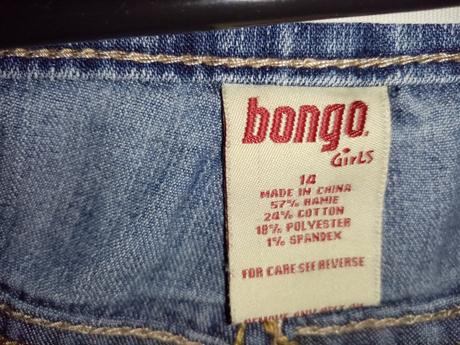 bongo
GiRLS
14
MADE IN CHINA
57% RAMIE
24% COTTON
18% POLYESTER
1% SPANDEX
FOR CARE SEE REVERSE